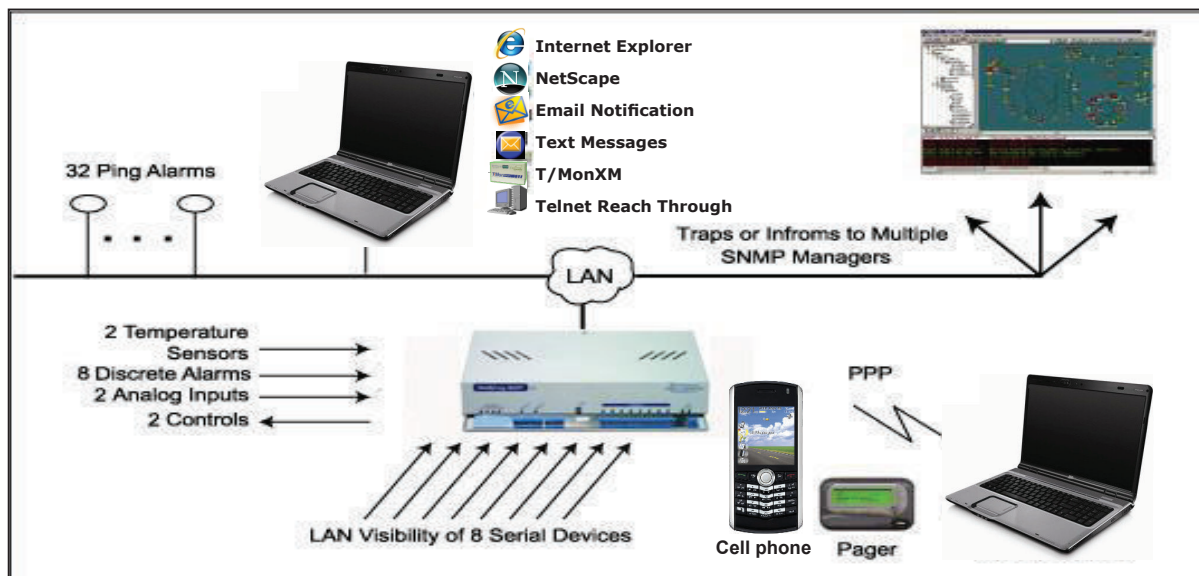 Internet Explorer
NetScape
Email Notification
Text Messages
T/MonXM
Telnet Reach Through
32 Ping Alarms
Traps or Infroms to Multiple
SNMP Managers
LAN
2 Temperature
Sensors
8 Discrete Alarms
2 Analog Inputs
2 Controls
PPP
LAN Visibility of 8 Serial Devices
Cell phone
Pager